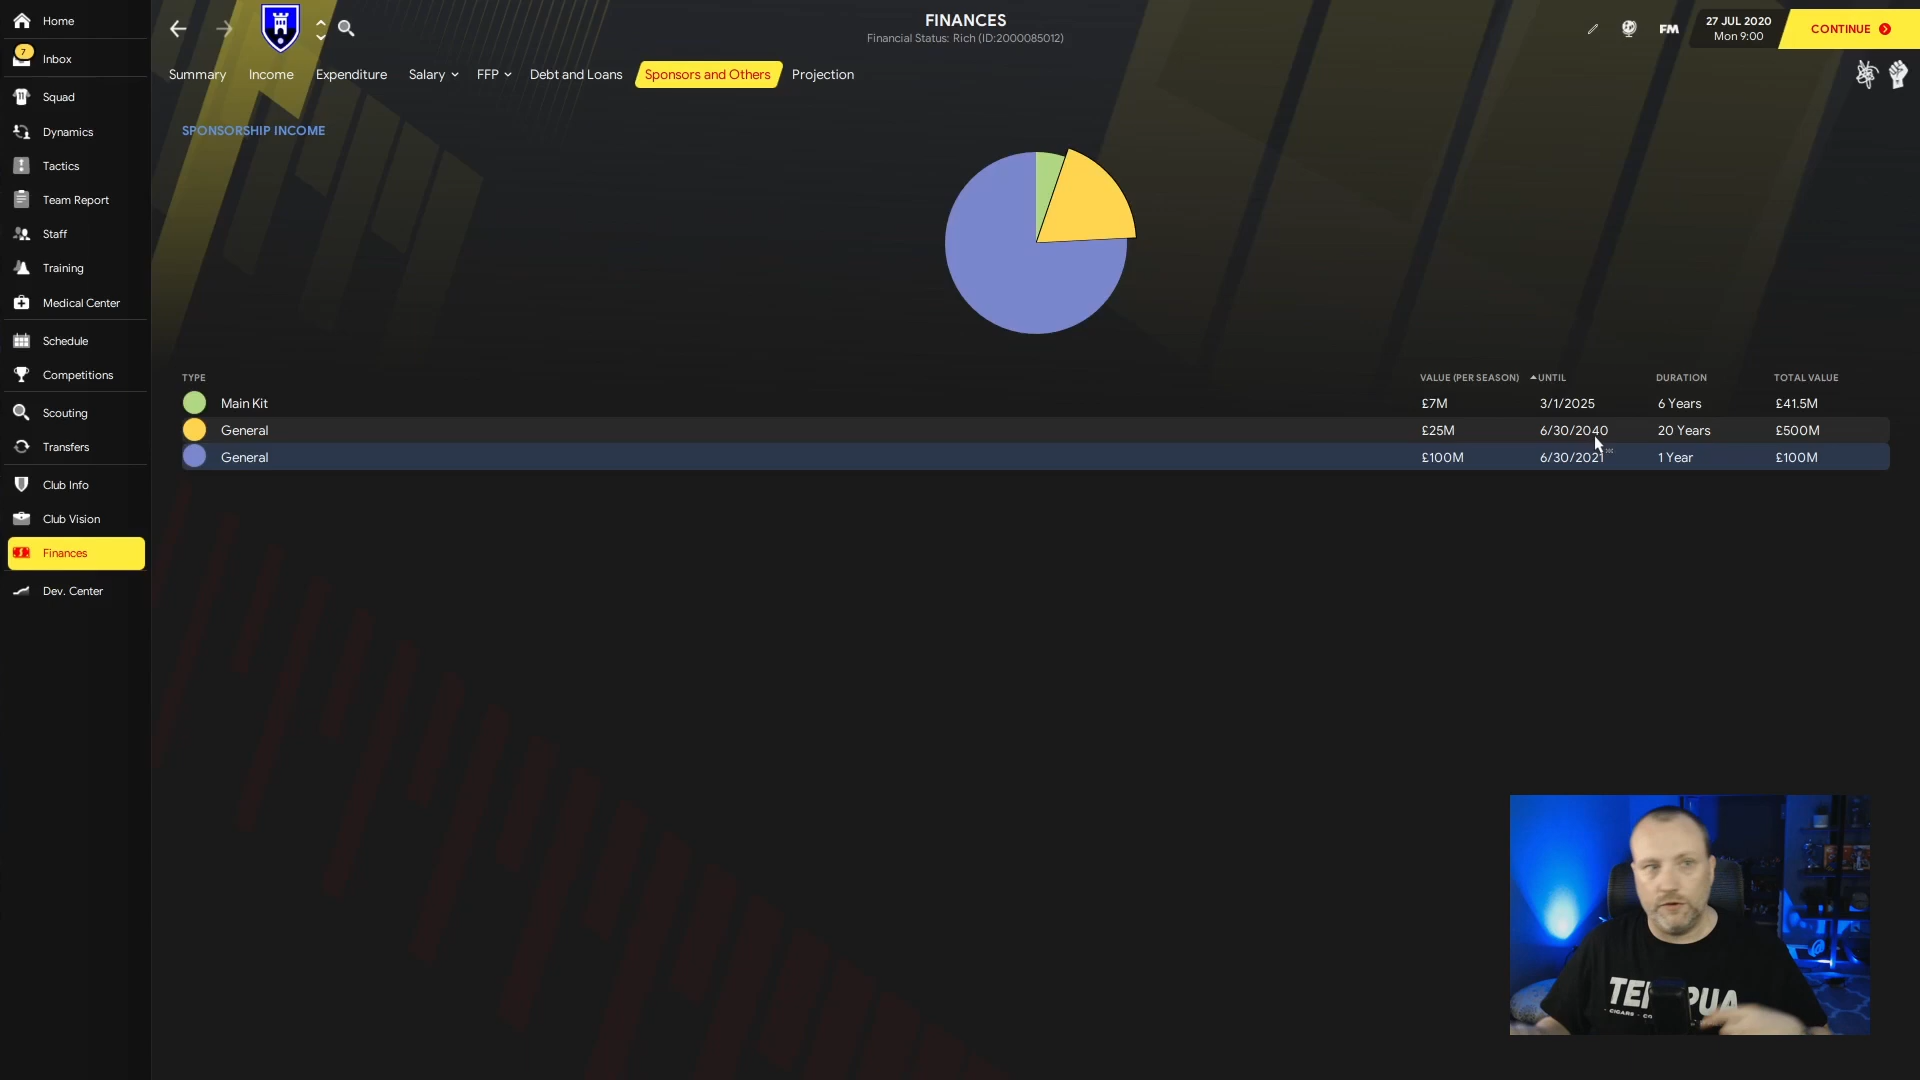 Home
7
Inbox
Squad
Dynamics
Tactics
Team Report
Staff
Training
Medical Center
Schedule
Competitions
Scouting
Transfers
Club Info
Club Vision
Finances
Dev. Center
FINANCES
Financial Status: Rich (ID:2000085012)
FM
27 JUL 2020
Mon 9:00
CONTINUE
Summary Income Expenditure Salary FFP Debt and Loans Sponsors and Others Projection
SPONSORSHIP INCOME
TYPE VALUE (PER SEASON) UNTIL DURATION TOTAL VALUE
Main Kit £7M 3/1/2025 6 Years £41.5M
General £25M 6/30/2040 20 Years £500M
General £100M 6/30/2021 1 Year £100M